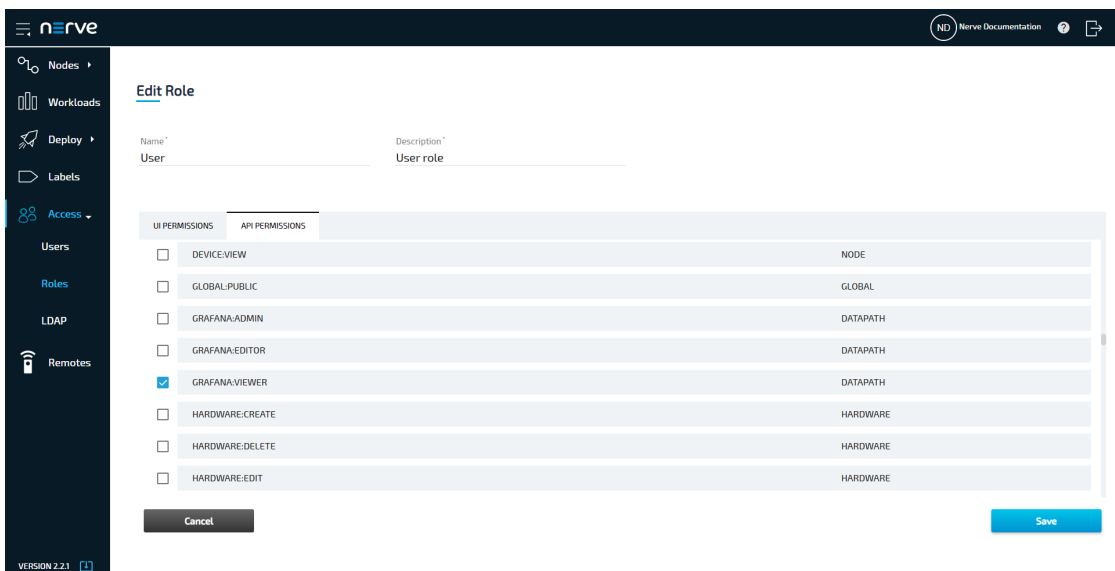 nerve
ND Nerve Documentation ?
Nodes
Workloads
Deploy
Labels
Access
Users
Roles
LDAP
Remotes
VERSION 2.2.1
Edit Role
Name* Description*
User User role
UI PERMISSIONS API PERMISSIONS
DEVICE:VIEW NODE
GLOBAL:PUBLIC GLOBAL
GRAFANA:ADMIN DATAPATH
GRAFANA:EDITOR DATAPATH
GRAFANA:VIEWER DATAPATH
HARDWARE:CREATE HARDWARE
HARDWARE:DELETE HARDWARE
HARDWARE:EDIT HARDWARE
Cancel Save